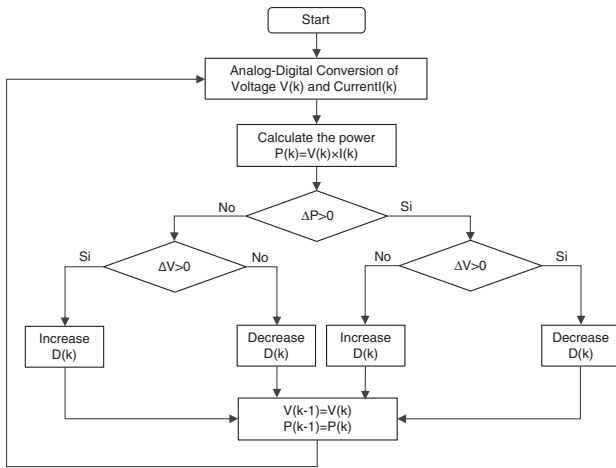 Start
Analog-Digital Conversion of
Voltage V(k) and CurrentI(k)
Calculate the power
P(k)=V(k)×I(k)
ΔP>0
No
Si
ΔV>0
Si
No
ΔV>0
No
Si
Increase
D(k)
Decrease
D(k)
Increase
D(k)
Decrease
D(k)
V(k-1)=V(k)
P(k-1)=P(k)